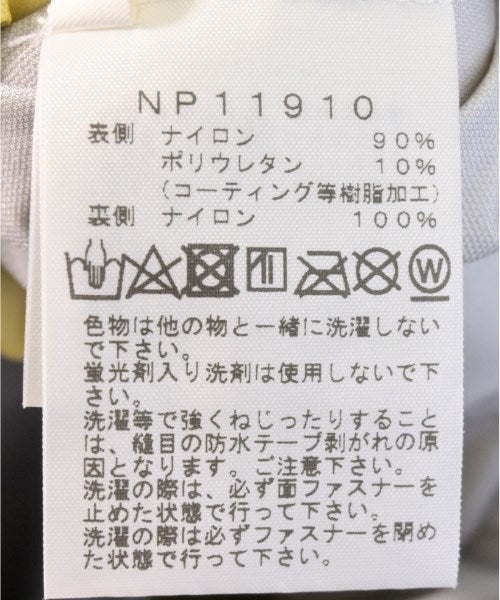 NP11910
表側 ナイロン 90%
ポリウレタン 10%
(コーティング等樹脂加工)
裏側 ナイロン 100%
W
色物は他の物と一緒に洗濯しない
で下さい。
蛍光剤入り洗剤は使用しないで下
さい。
洗濯等で強くねじったりすること
は、縫目の防水テープ剥がれの原
因となります。ご注意下さい。
洗濯の際は、必ず面ファスナーを
止めた状態で行って下さい。
洗濯の際は必ずファスナーを閉め
た状態で行って下さい。